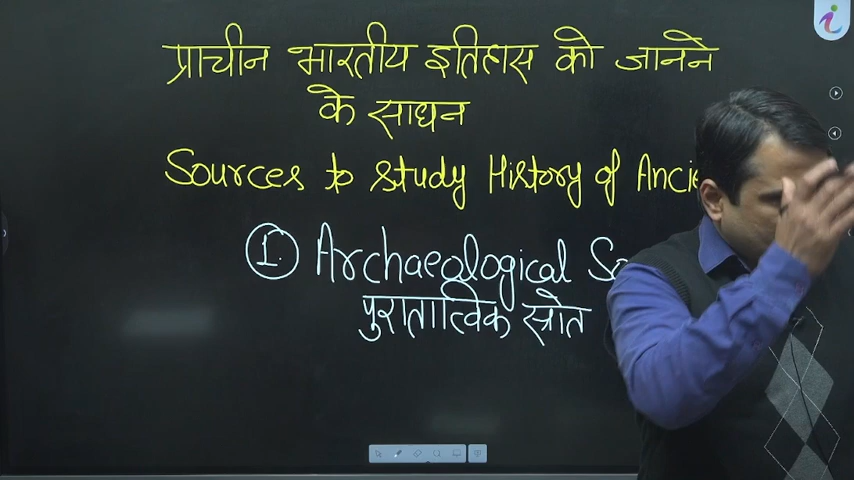 प्राचीन भारतीय इतिहास को जानने
के साधन
Sources to study History of
① Archaeological
पुरातात्विक स्रोत